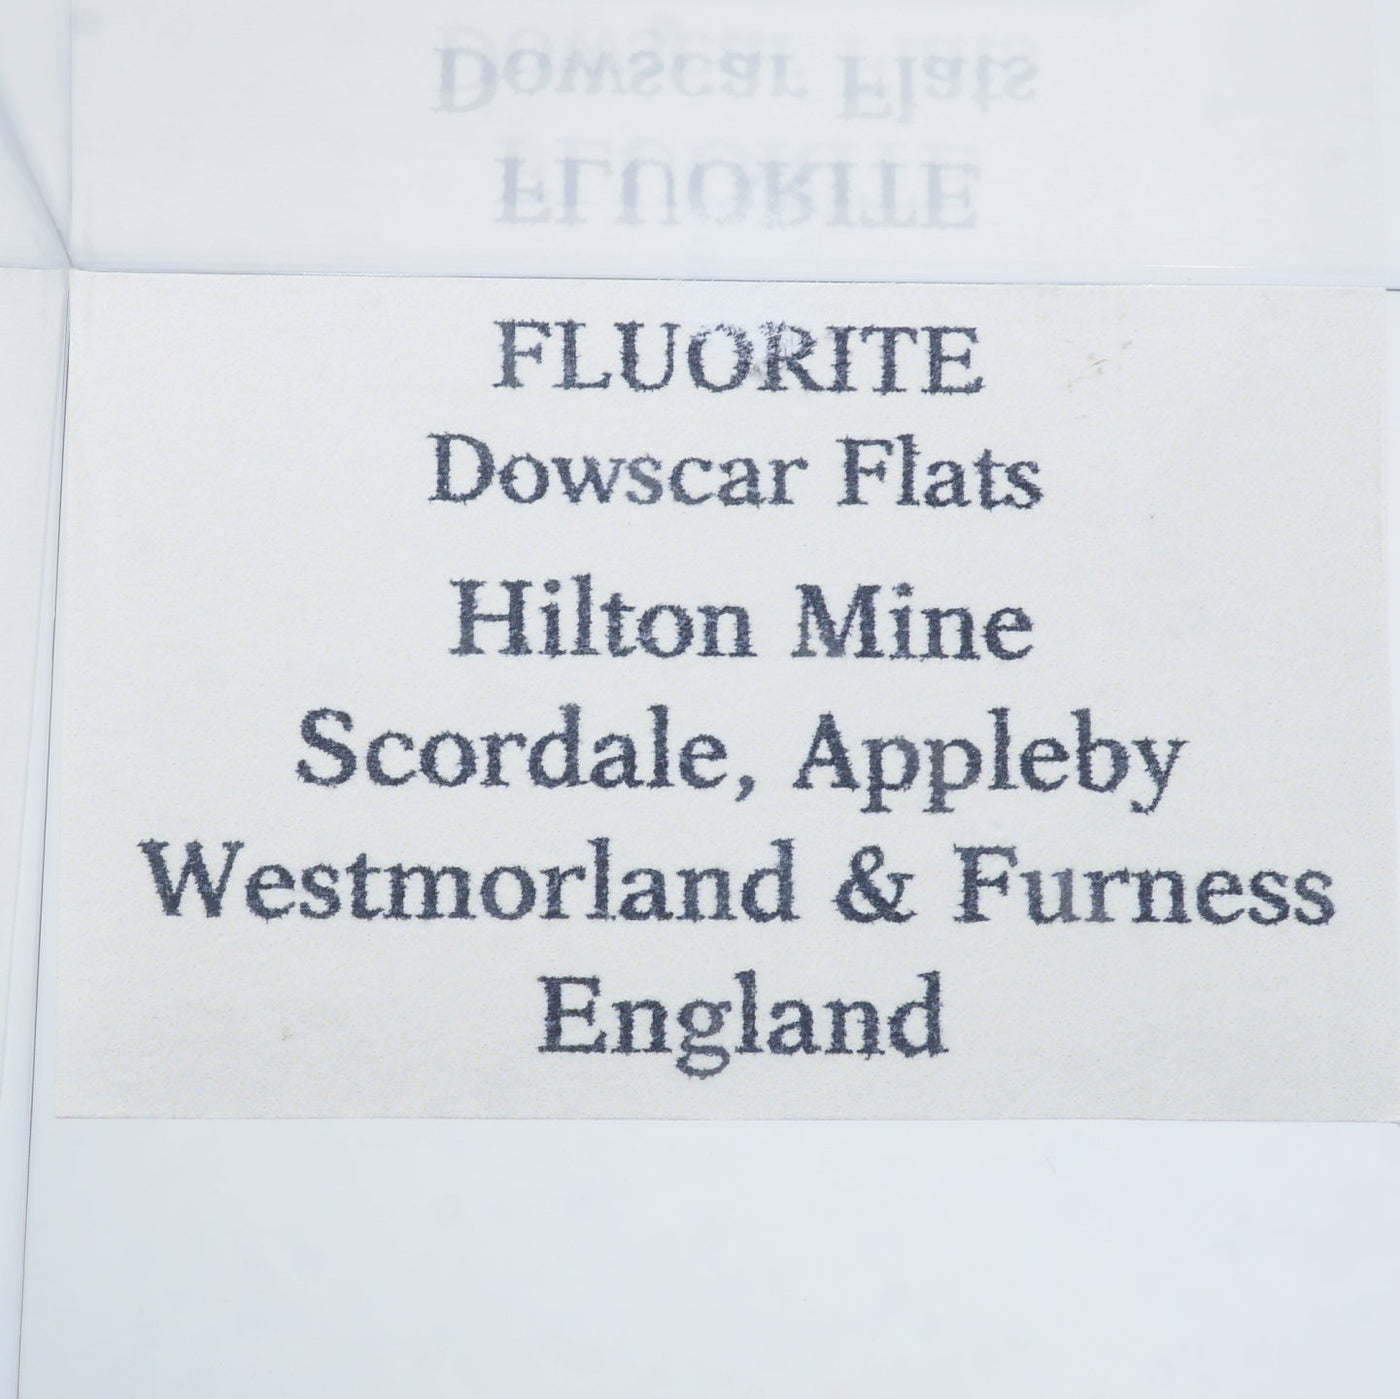 FLUORITE
Dowscar Flats
Hilton Mine
Scordale, Appleby
Westmorland & Furness
England